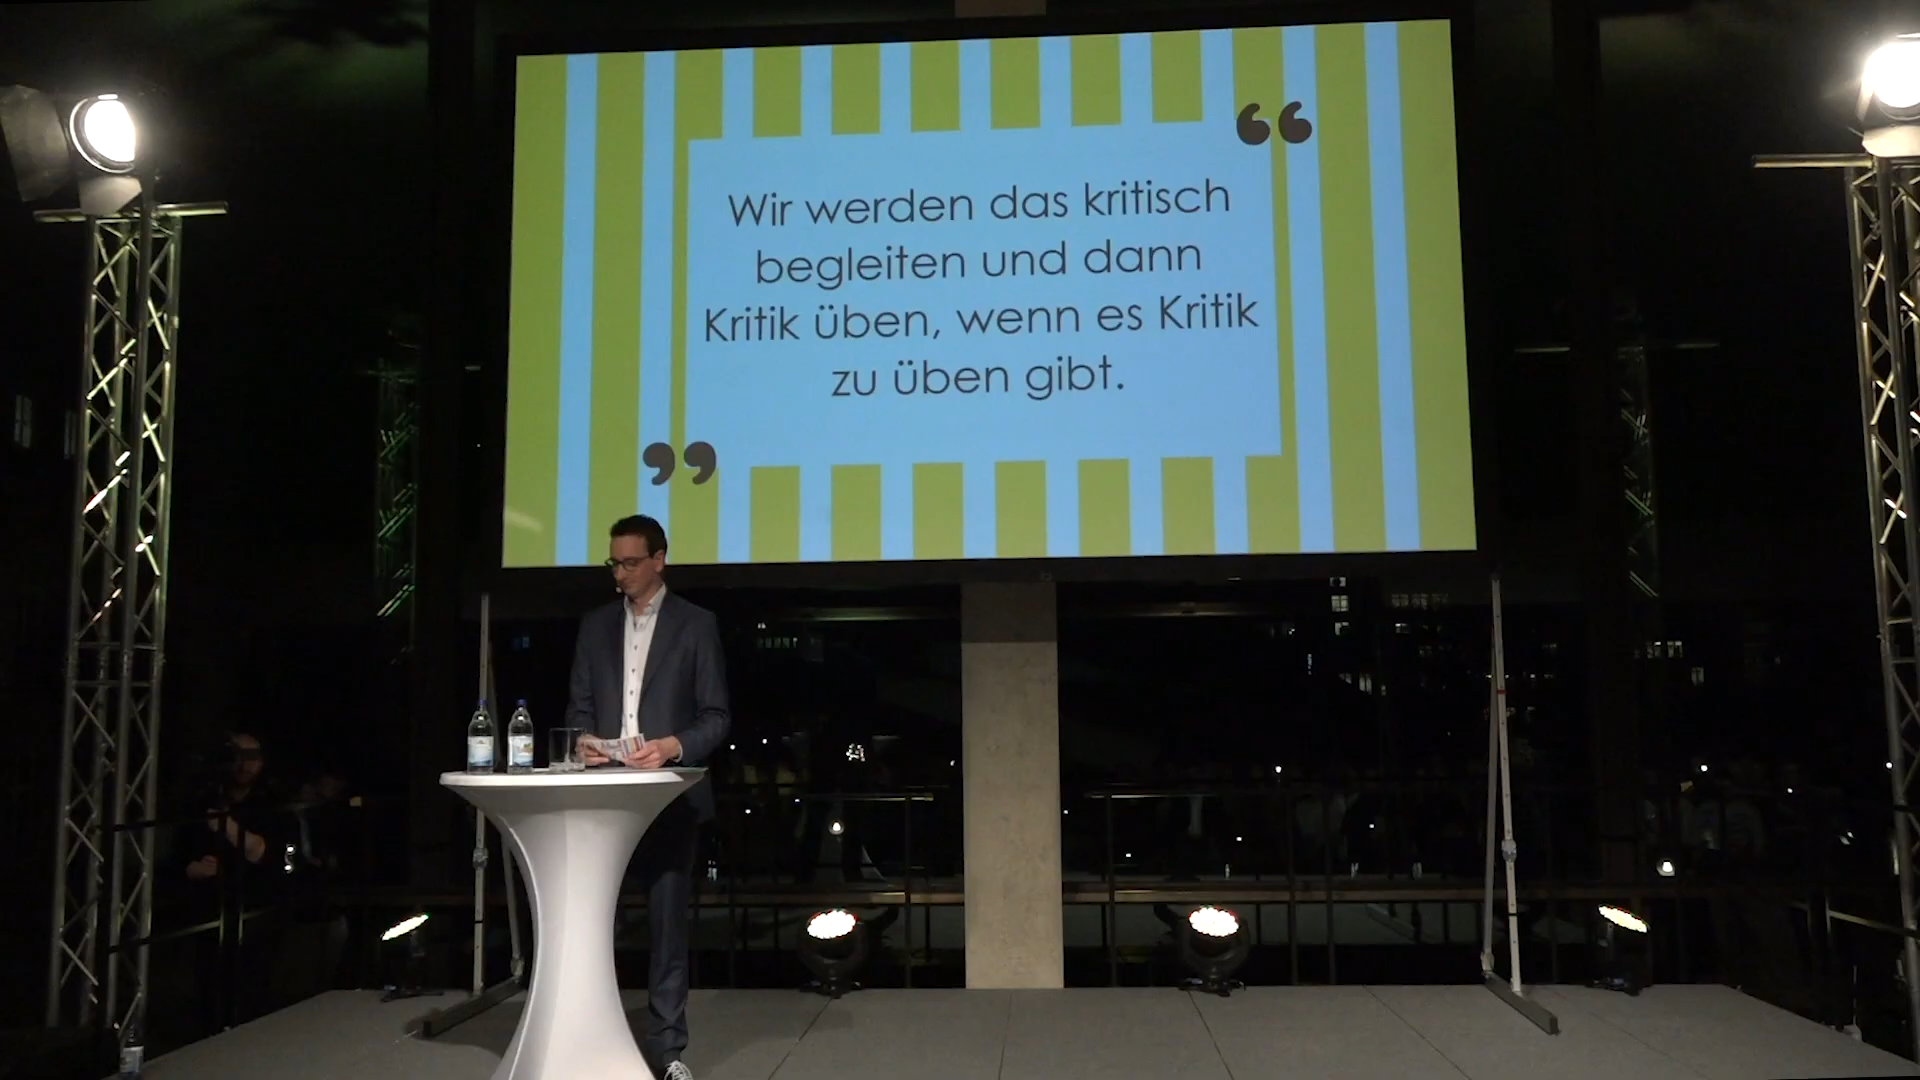 Wir werden das kritisch
begleiten und dann
Kritik üben, wenn es Kritik
zu üben gibt.